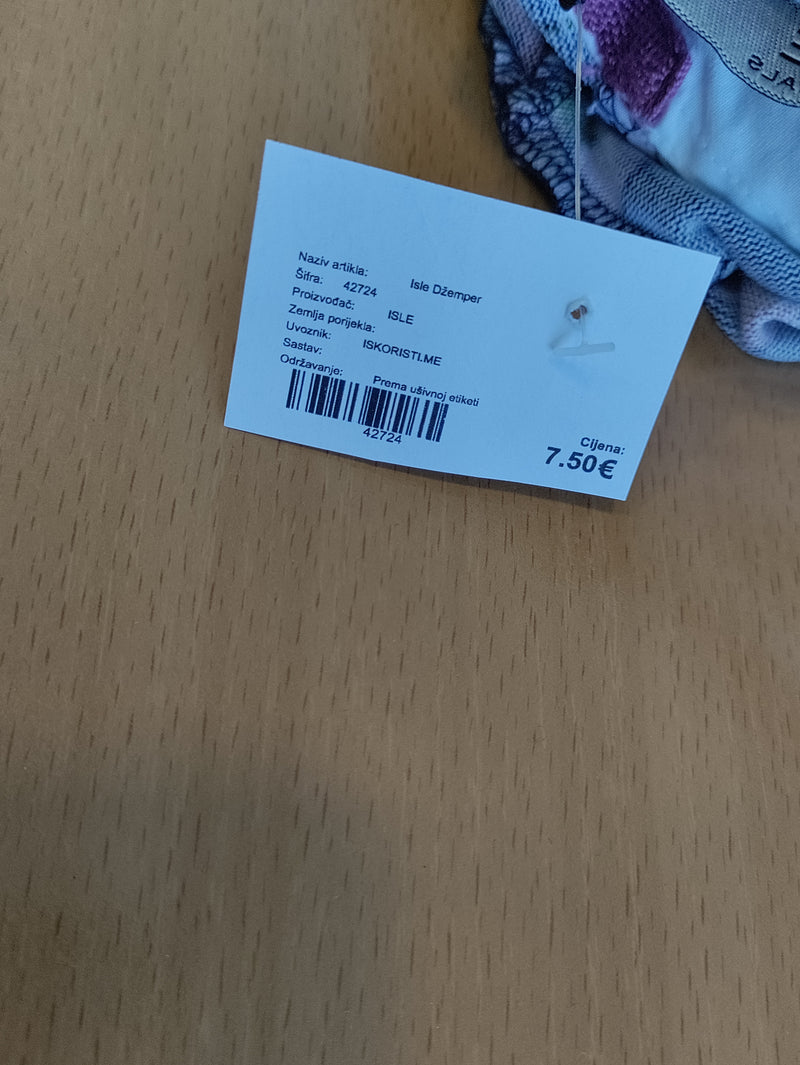 Naziv artikla: Isle Džemper
Šifra: 42724
Proizvođač: ISLE
Zemlja porijekla:
Uvoznik: ISKORISTI.ME
Sastav:
Održavanje: Prema ušivnoj etiketi
42724
Cijena:
7.50€